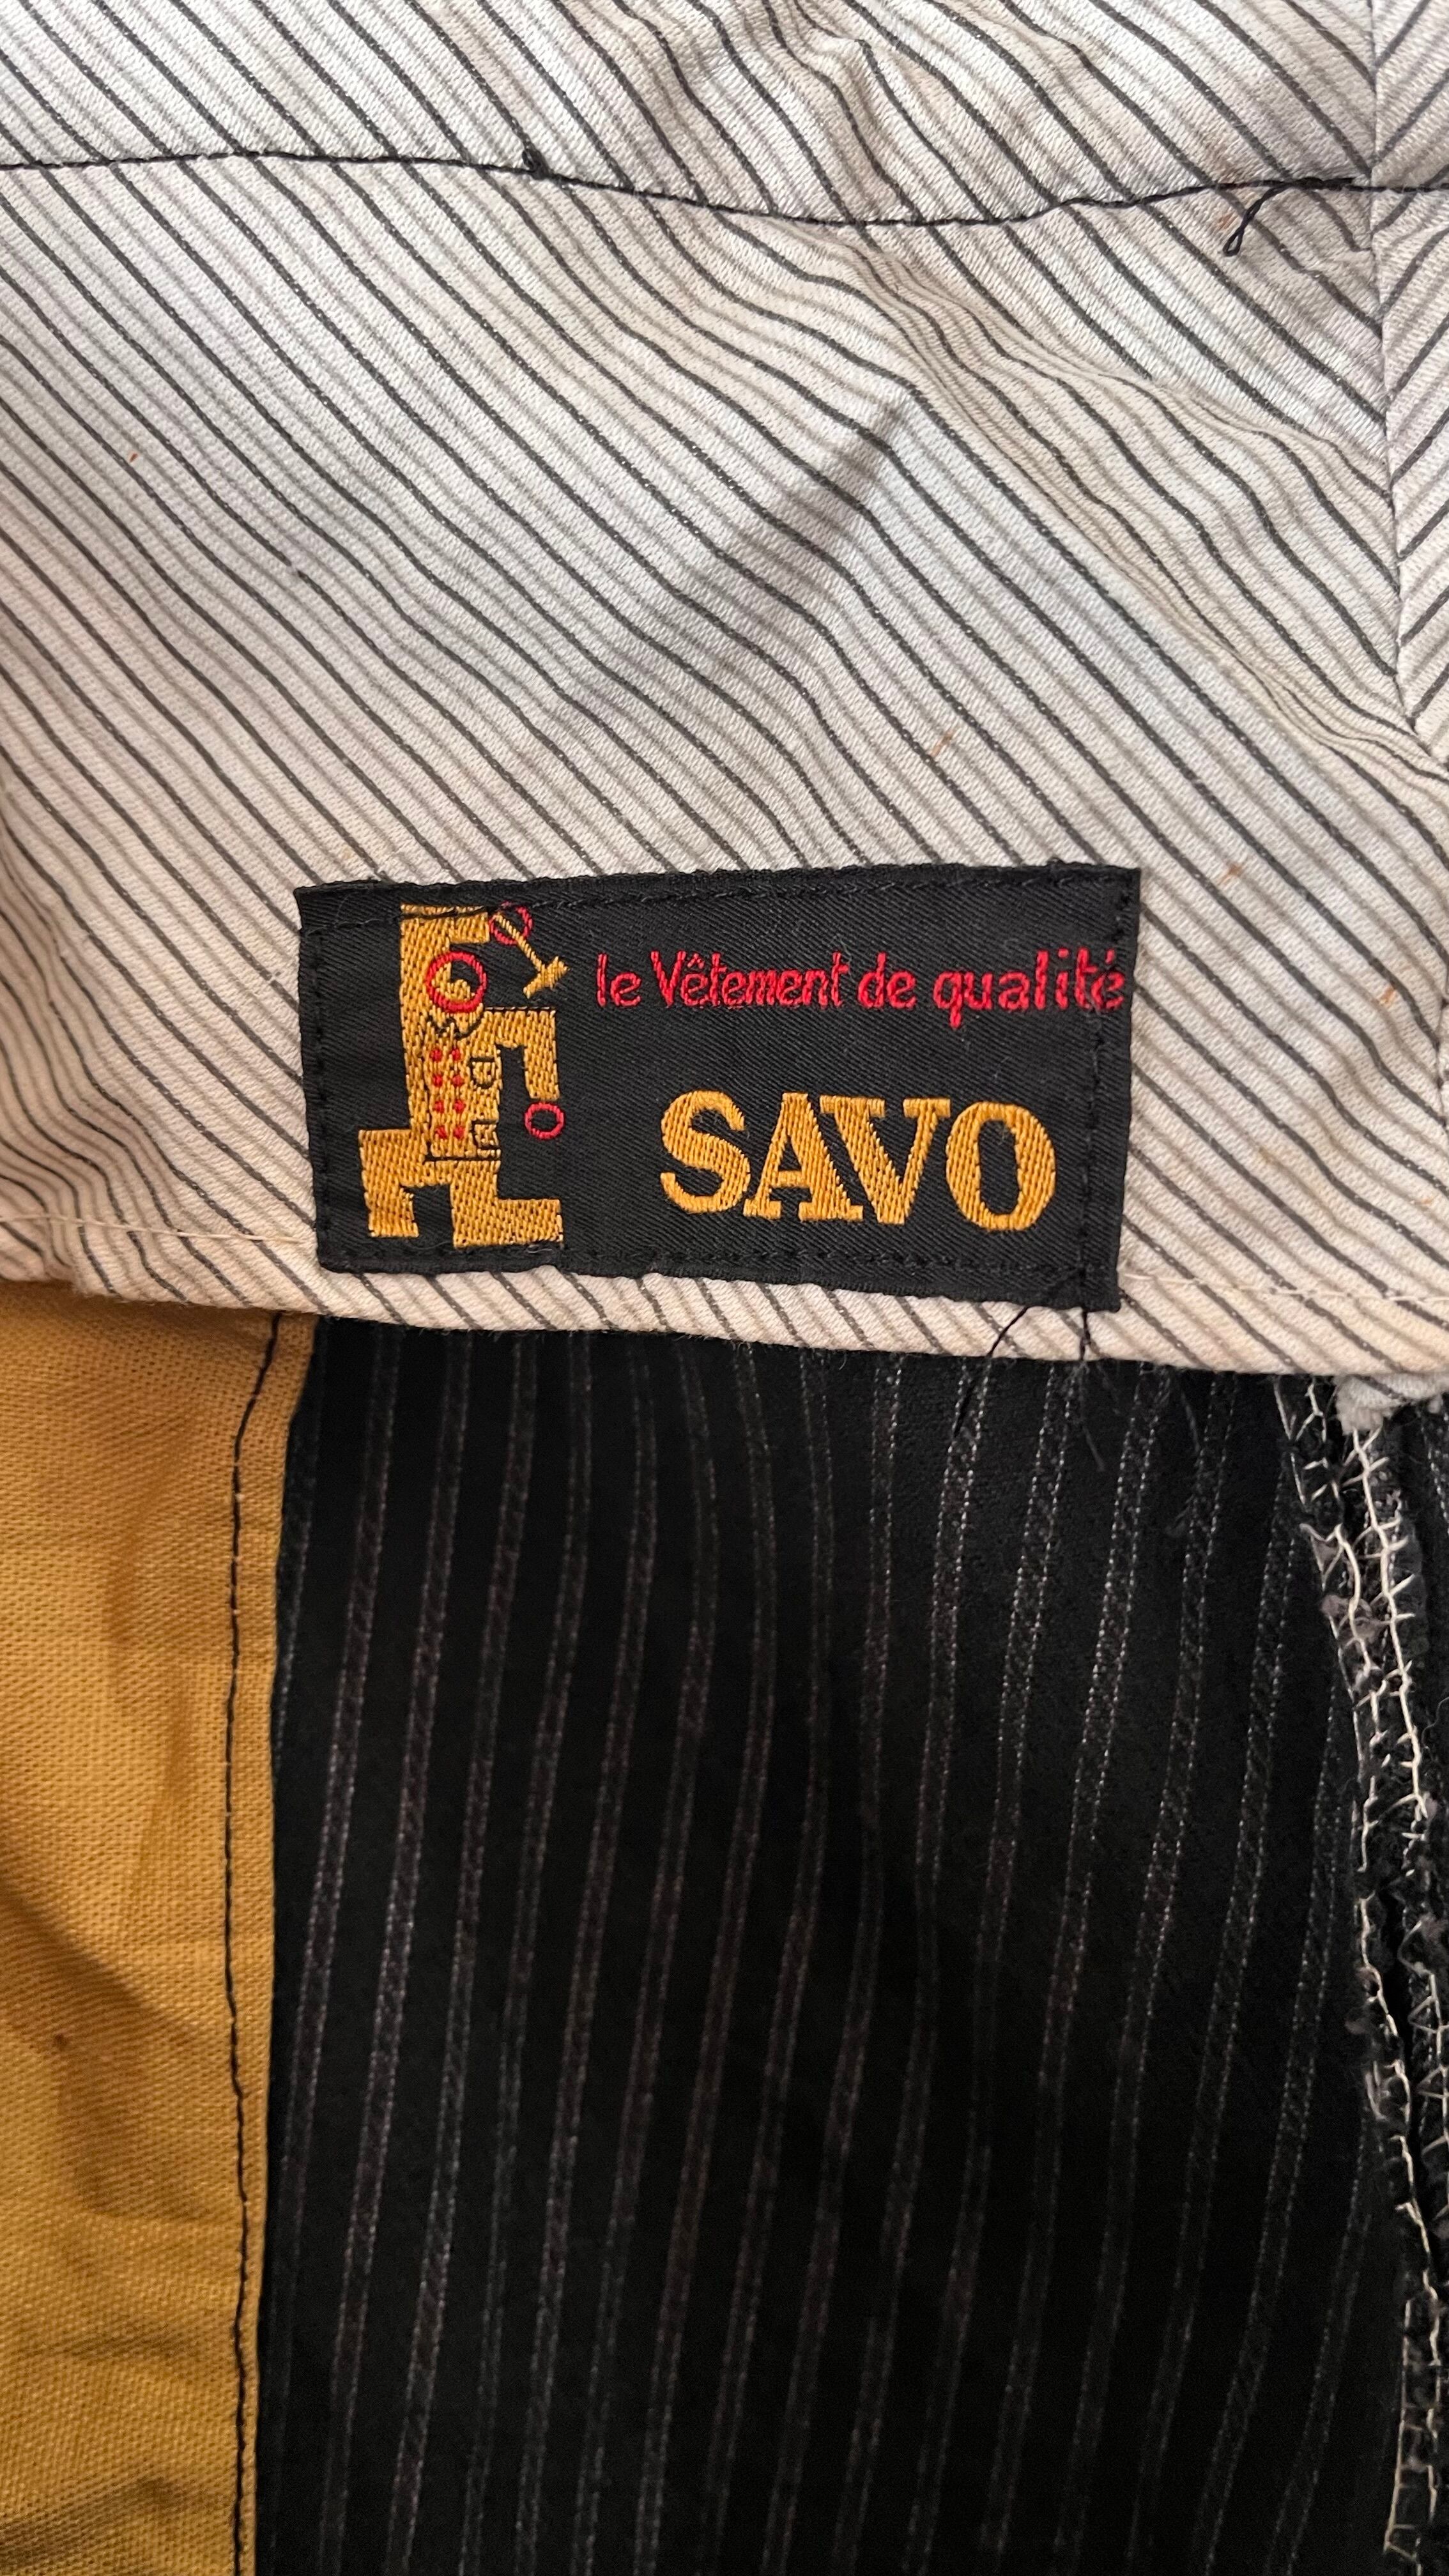 le Vêtement de qualité
SAVO